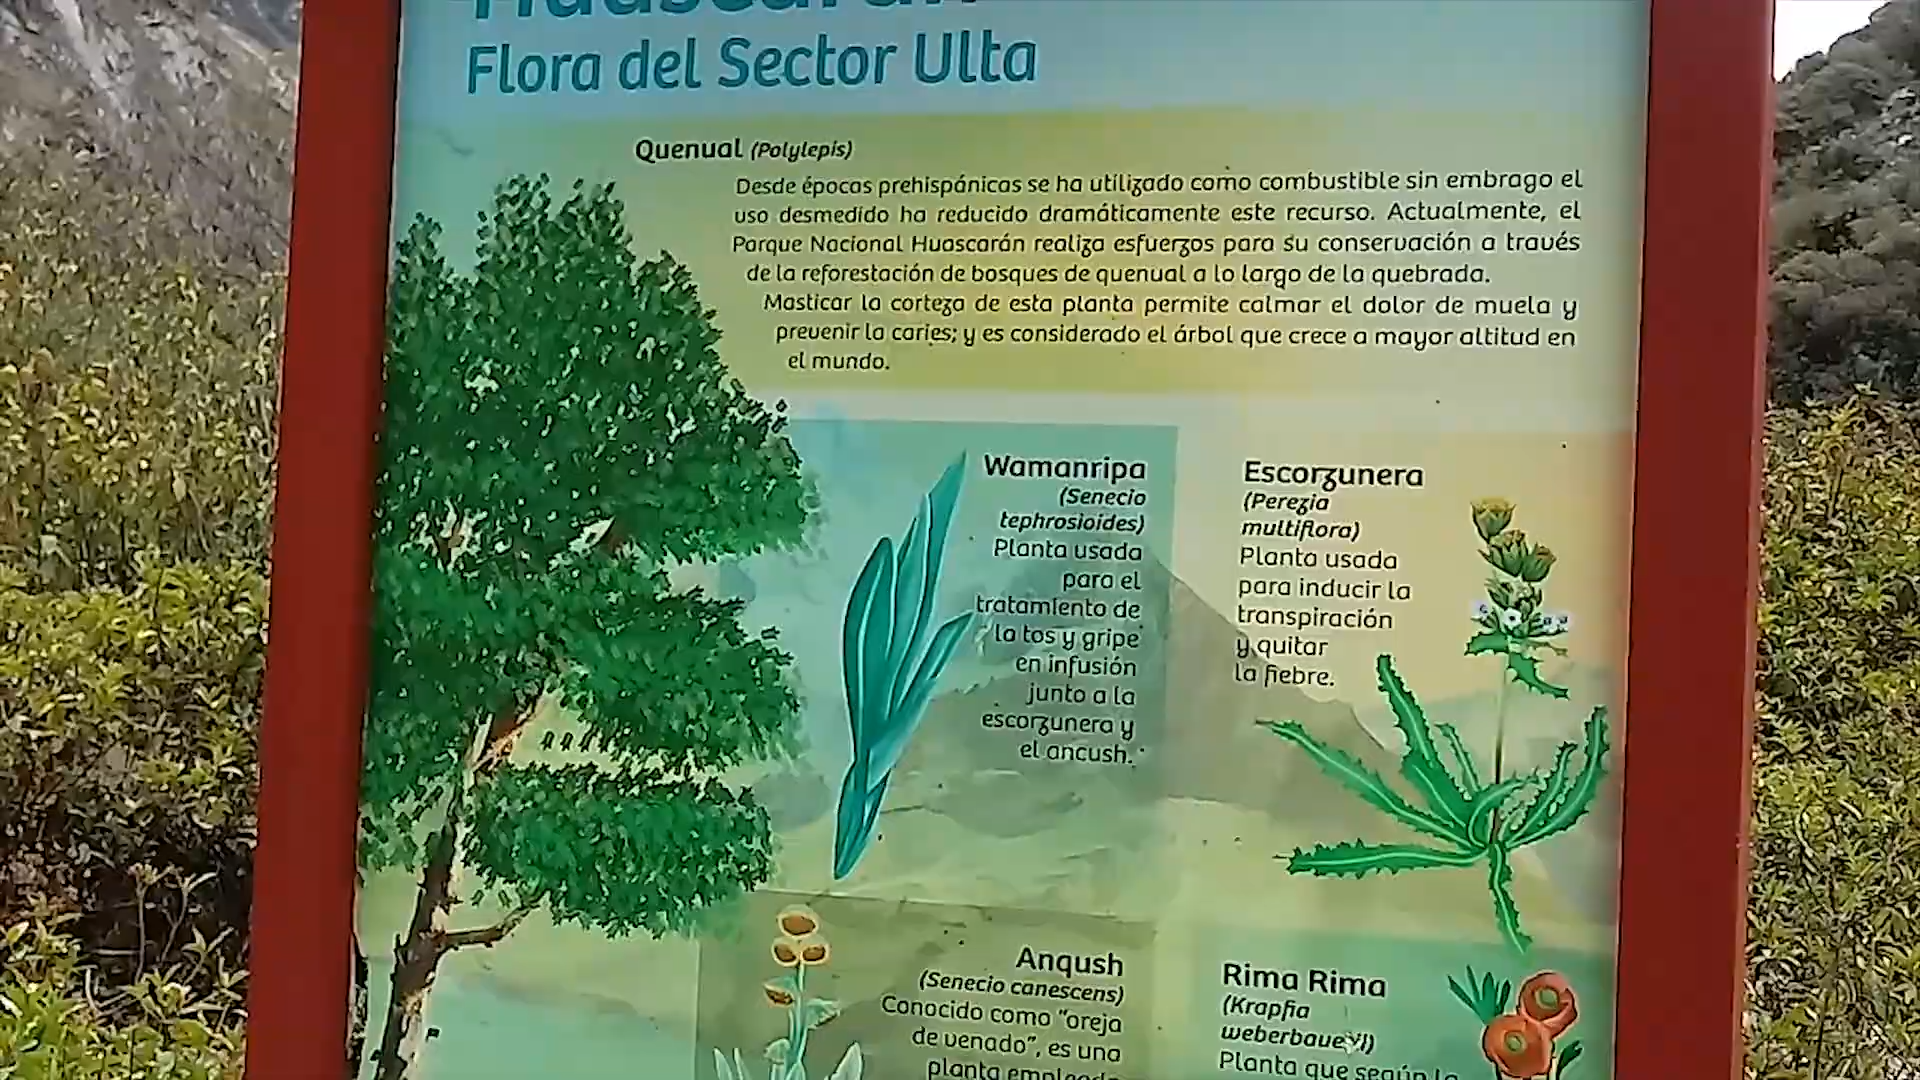 Huascarán
Flora del Sector Ulta
Quenual (Polylepis)
Desde épocas prehispánicas se ha utilizado como combustible sin embrago el
uso desmedido ha reducido dramáticamente este recurso. Actualmente, el
Parque Nacional Huascarán realiza esfuerzos para su conservación a través
de la reforestación de bosques de quenual a lo largo de la quebrada.
Masticar la corteza de esta planta permite calmar el dolor de muela y
prevenir la caries; y es considerado el árbol que crece a mayor altitud en
el mundo.
Wamanripa
(Senecio
tephrosioides)
Planta usada
para el
tratamiento de
la tos y gripe
en infusión
junto a la
escorzunera y
el ancush.
Escorzunera
(Perezia
multiflora)
Planta usada
para inducir la
transpiración
y quitar
la fiebre.
Anqush
(Senecio canescens)
Conocido como "oreja
de venado", es una
planta empleada
Rima Rima
(Krapfia
weberbaueri)
Planta que según la